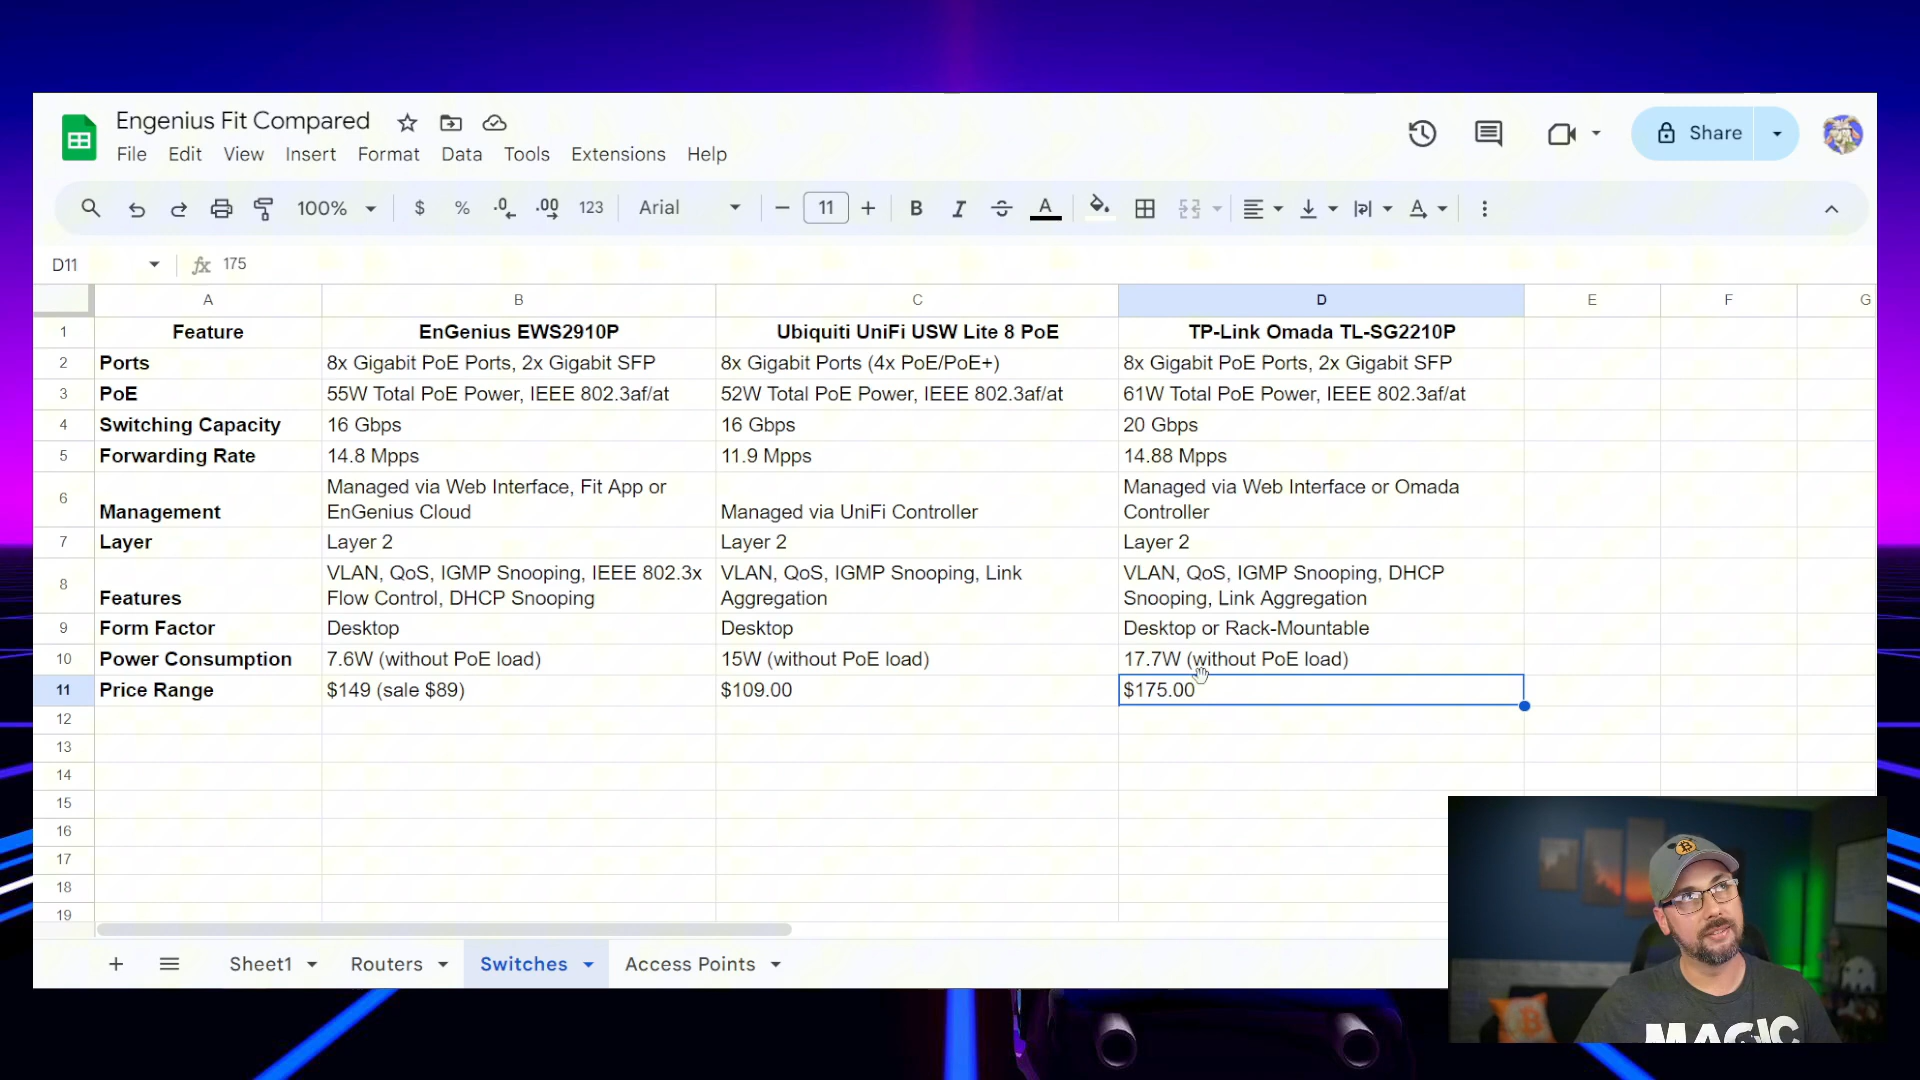 Engenius Fit Compared
File Edit View Insert Format Data Tools Extensions Help
Share
100% $ % .0 .00 123 Arial 11 B I A
D11 fx 175
A B C D E F G
1 Feature EnGenius EWS2910P Ubiquiti UniFi USW Lite 8 PoE TP-Link Omada TL-SG2210P
2 Ports 8x Gigabit PoE Ports, 2x Gigabit SFP 8x Gigabit Ports (4x PoE/PoE+) 8x Gigabit PoE Ports, 2x Gigabit SFP
3 PoE 55W Total PoE Power, IEEE 802.3af/at 52W Total PoE Power, IEEE 802.3af/at 61W Total PoE Power, IEEE 802.3af/at
4 Switching Capacity 16 Gbps 16 Gbps 20 Gbps
5 Forwarding Rate 14.8 Mpps 11.9 Mpps 14.88 Mpps
Managed via Web Interface, Fit App or Managed via Web Interface or Omada
6 Management EnGenius Cloud Managed via UniFi Controller Controller
7 Layer Layer 2 Layer 2 Layer 2
VLAN, QoS, IGMP Snooping, IEEE 802.3x VLAN, QoS, IGMP Snooping, Link VLAN, QoS, IGMP Snooping, DHCP
8 Features Flow Control, DHCP Snooping Aggregation Snooping, Link Aggregation
9 Form Factor Desktop Desktop Desktop or Rack-Mountable
10 Power Consumption 7.6W (without PoE load) 15W (without PoE load) 17.7W (without PoE load)
11 Price Range $149 (sale $89) $109.00 $175.00
12
13
14
15
16
17
18
19
Sheet1 Routers Switches Access Points
MAGIC